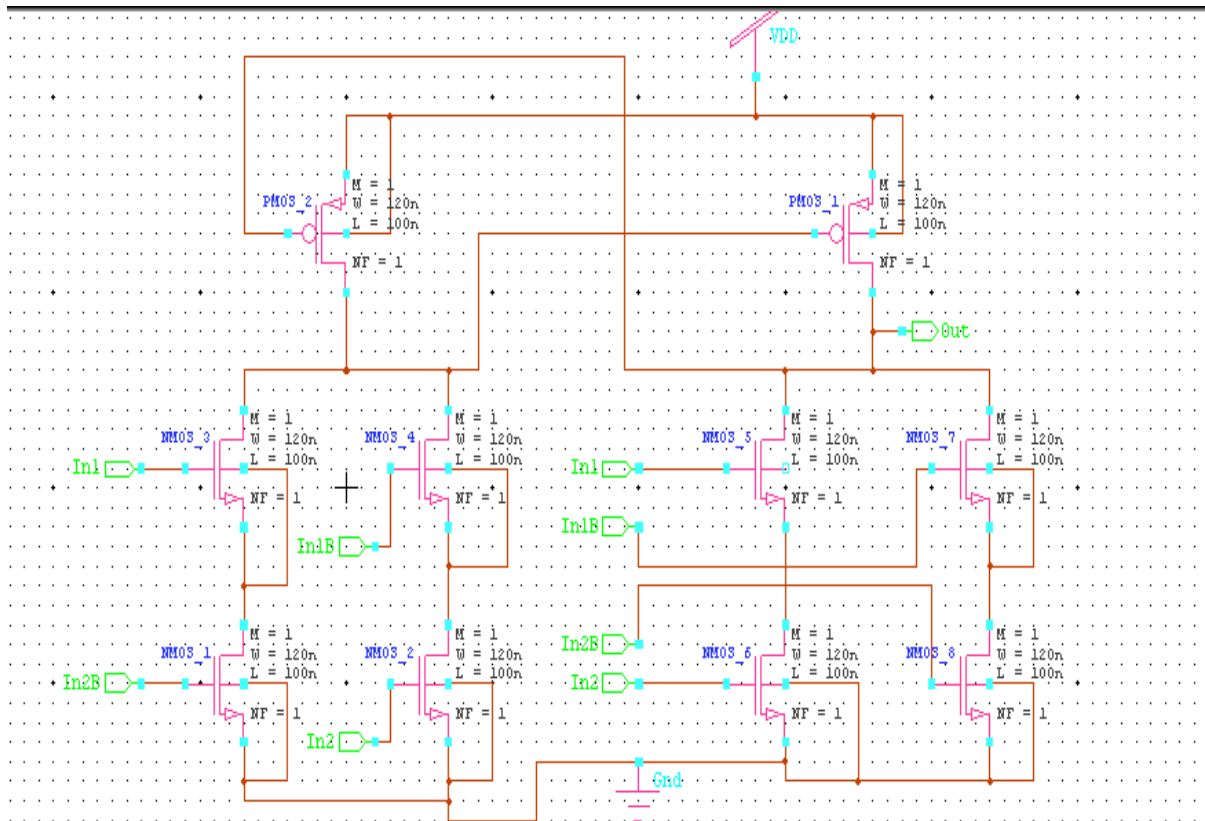 VDD
PMOS_2
M = 1
W = 120n
L = 100n
NF = 1
PMOS_1
M = 1
W = 120n
L = 100n
NF = 1
Out
NMOS_3
M = 1
W = 120n
L = 100n
NF = 1
In1
NMOS_4
M = 1
W = 120n
L = 100n
NF = 1
In1B
NMOS_5
M = 1
W = 120n
L = 100n
NF = 1
In1
In1B
NMOS_7
M = 1
W = 120n
L = 100n
NF = 1
NMOS_1
M = 1
W = 120n
L = 100n
NF = 1
In2B
NMOS_2
M = 1
W = 120n
L = 100n
NF = 1
In2
In2B
NMOS_6
M = 1
W = 120n
L = 100n
NF = 1
In2
NMOS_8
M = 1
W = 120n
L = 100n
NF = 1
Gnd